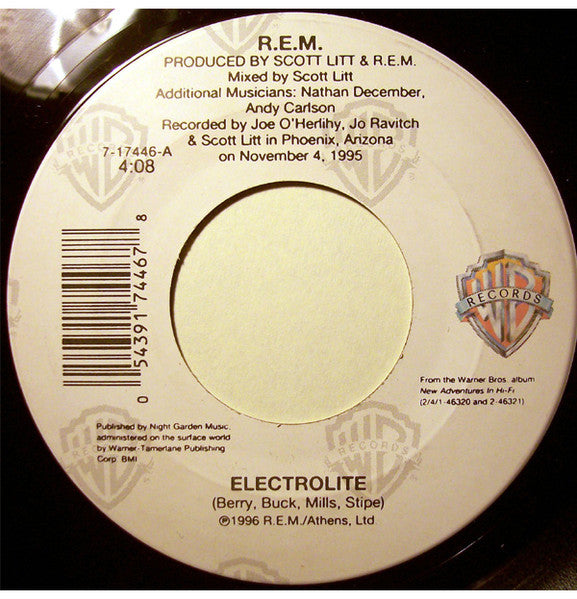 R.E.M.
PRODUCED BY SCOTT LITT & R.E.M.
Mixed by Scott Litt
Additional Musicians: Nathan December,
Andy Carlson
Recorded by Joe O'Herlihy, Jo Ravitch
& Scott Litt in Phoenix, Arizona
on November 4, 1995
7-17446-A
4:08
0 54391 74467 8
WB
RECORDS
From the Warner Bros. album
New Adventures In Hi-Fi
(2/4/1-46320 and 2-46321)
Published by Night Garden Music,
administered on the surface world
by Warner-Tamerlane Publishing
Corp. BMI
ELECTROLITE
(Berry, Buck, Mills, Stipe)
℗1996 R.E.M./Athens, Ltd.